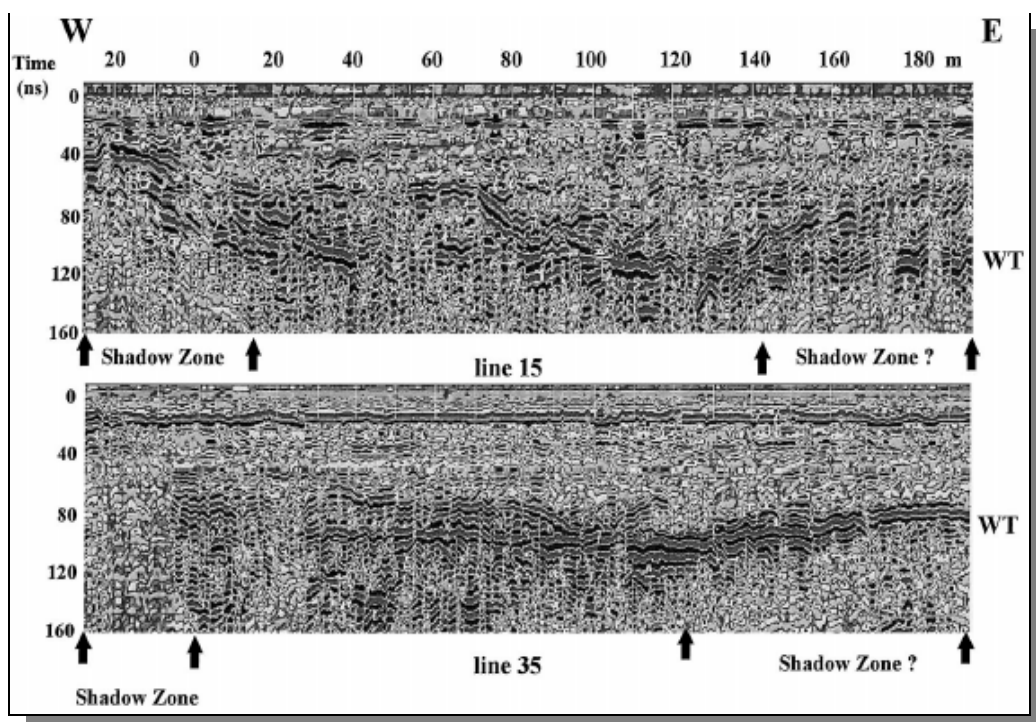 W E
Time 20 0 20 40 60 80 100 120 140 160 180 m
(ns)
0
40
80
120
160
WT
Shadow Zone line 15 Shadow Zone ?
0
40
80
120
160
WT
line 35 Shadow Zone ?
Shadow Zone